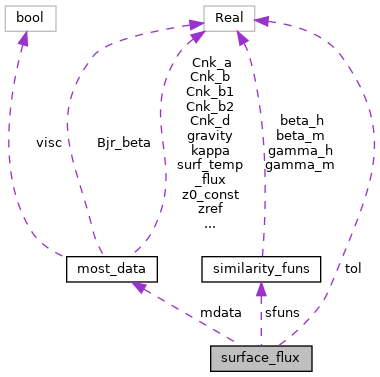 bool
Real
Cnk_a
Cnk_b
Cnk_b1
Cnk_b2
Cnk_d
gravity
kappa
surf_temp
_flux
z0_const
zref
...
beta_h
beta_m
gamma_h
gamma_m
visc
Bjr_beta
most_data
similarity_funs
tol
mdata
sfuns
surface_flux